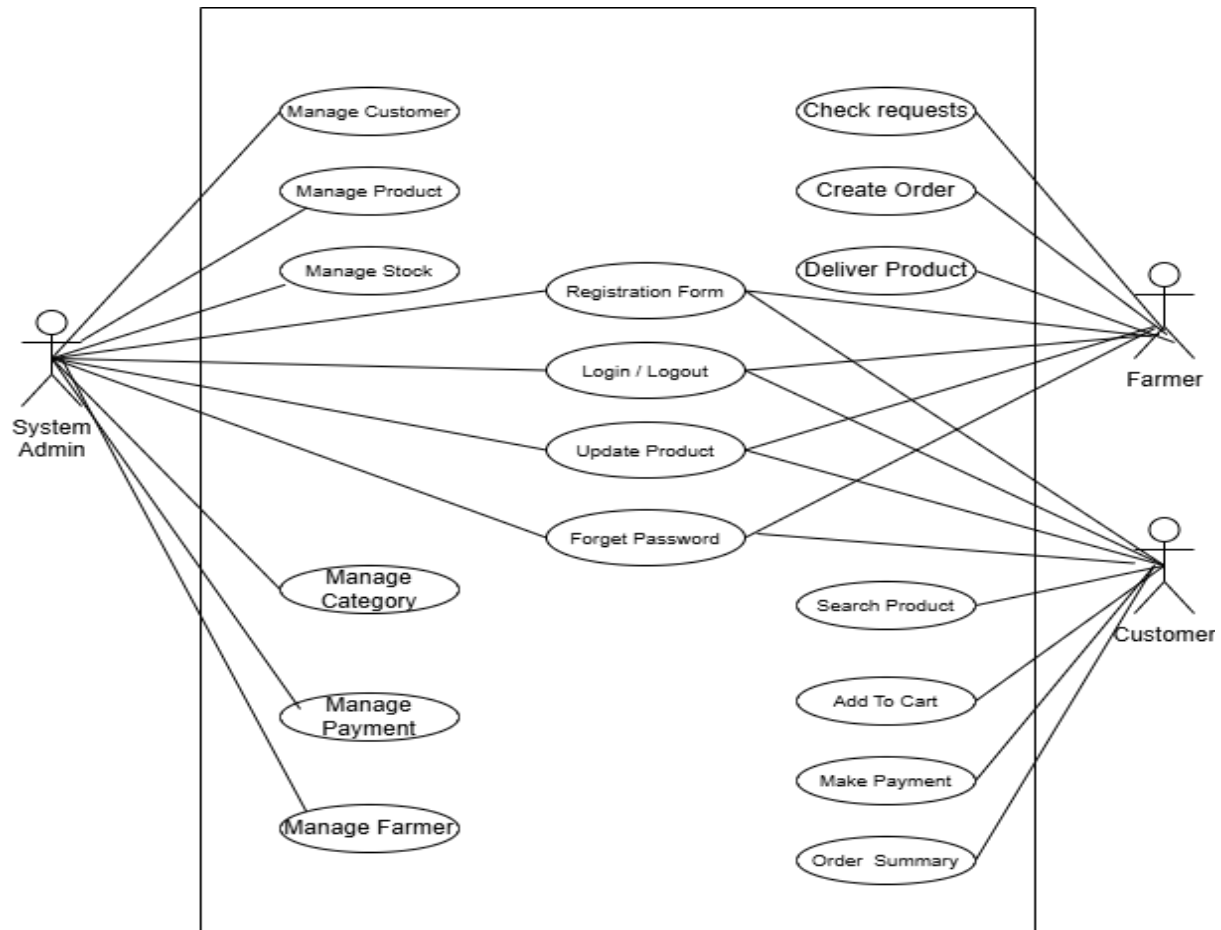 Manage Customer
Check requests
Manage Product
Create Order
Manage Stock
Deliver Product
Registration Form
Login / Logout
Farmer
System
Admin
Update Product
Forget Password
Manage
Category
Search Product
Customer
Manage
Payment
Add To Cart
Make Payment
Manage Farmer
Order Summary